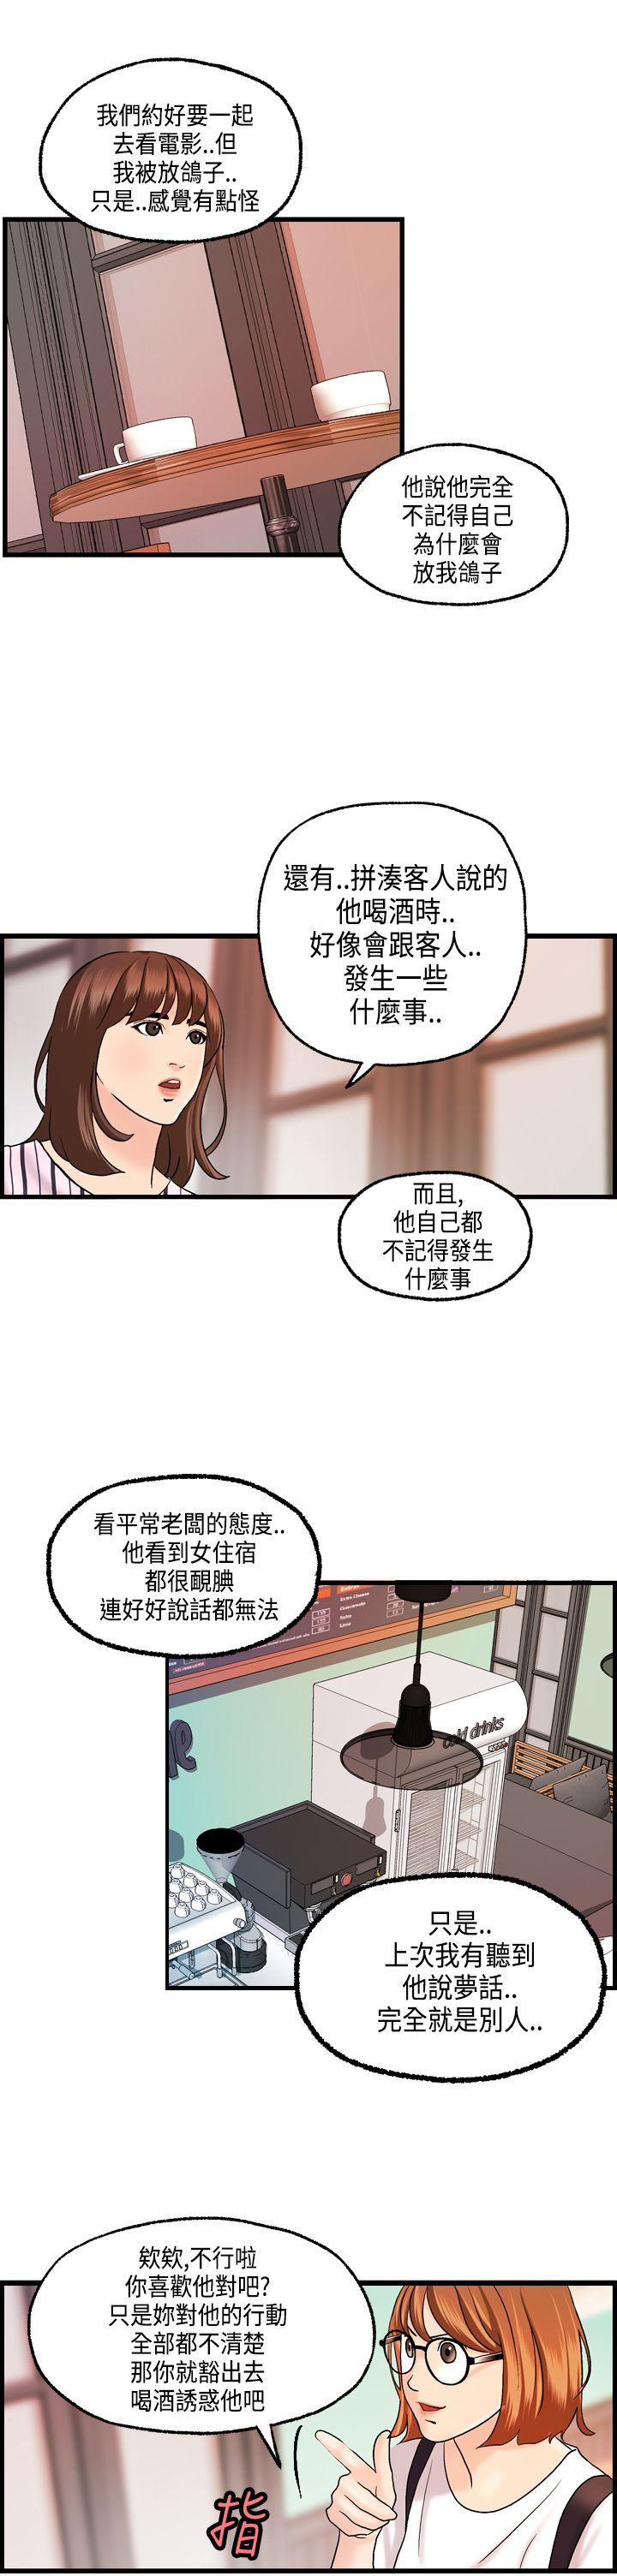 我們約好要一起
去看電影..但
我被放鴿子..
只是..感覺有點怪
他說他完全
不記得自己
為什麼會
放我鴿子
還有..拼湊客人說的
他喝酒時..
好像會跟客人..
發生一些
什麼事..
而且,
他自己都
不記得發生
什麼事
看平常老闆的態度..
他看到女住宿
都很靦腆
連好好說話都無法
cold drinks
只是..
上次我有聽到
他說夢話..
完全就是別人..
欸欸,不行啦
你喜歡他對吧?
只是妳對他的行動
全部都不清楚
那你就豁出去
喝酒誘惑他吧
指